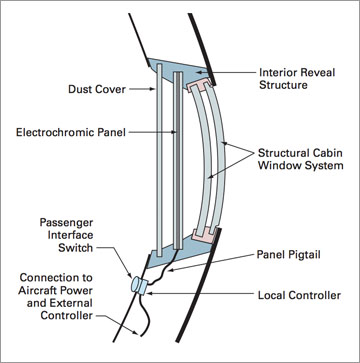 Interior Reveal
Structure
Dust Cover
Electrochromic Panel
Structural Cabin
Window System
Passenger
Interface
Switch
Panel Pigtail
Connection to
Aircraft Power
and External
Controller
Local Controller